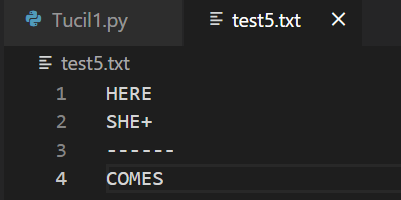 Tucil1.py test5.txt ×
test5.txt
1 HERE
2 SHE+
3 ------
4 COMES